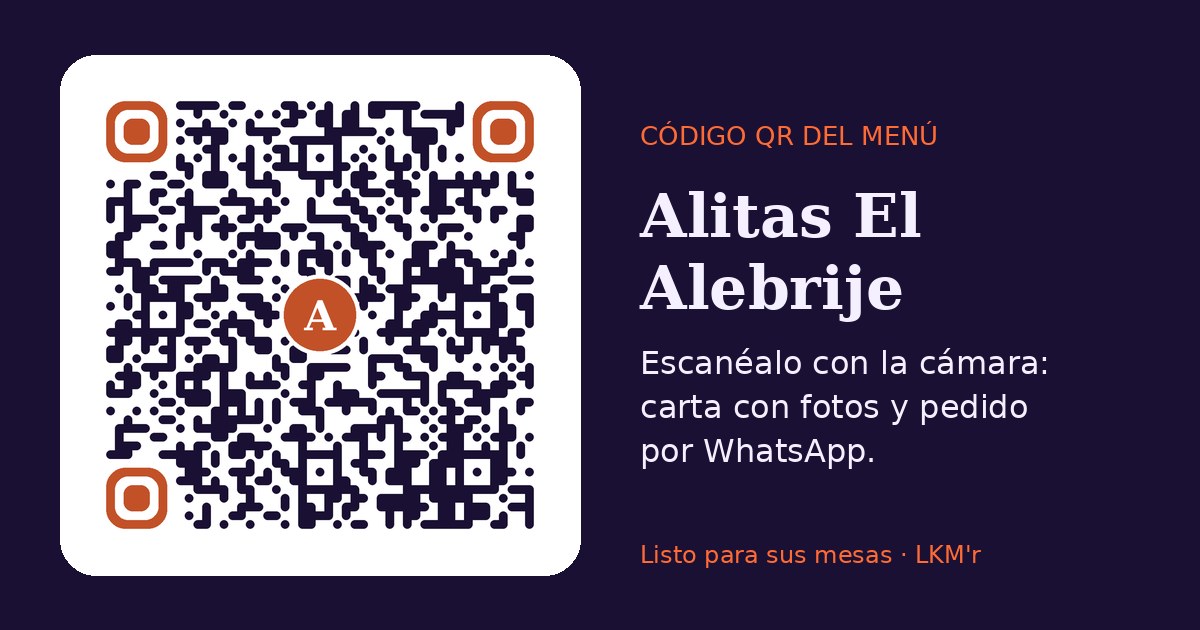 A
CÓDIGO QR DEL MENÚ
Alitas El
Alebrije
Escanéalo con la cámara:
carta con fotos y pedido
por WhatsApp.
Listo para sus mesas · LKM'r